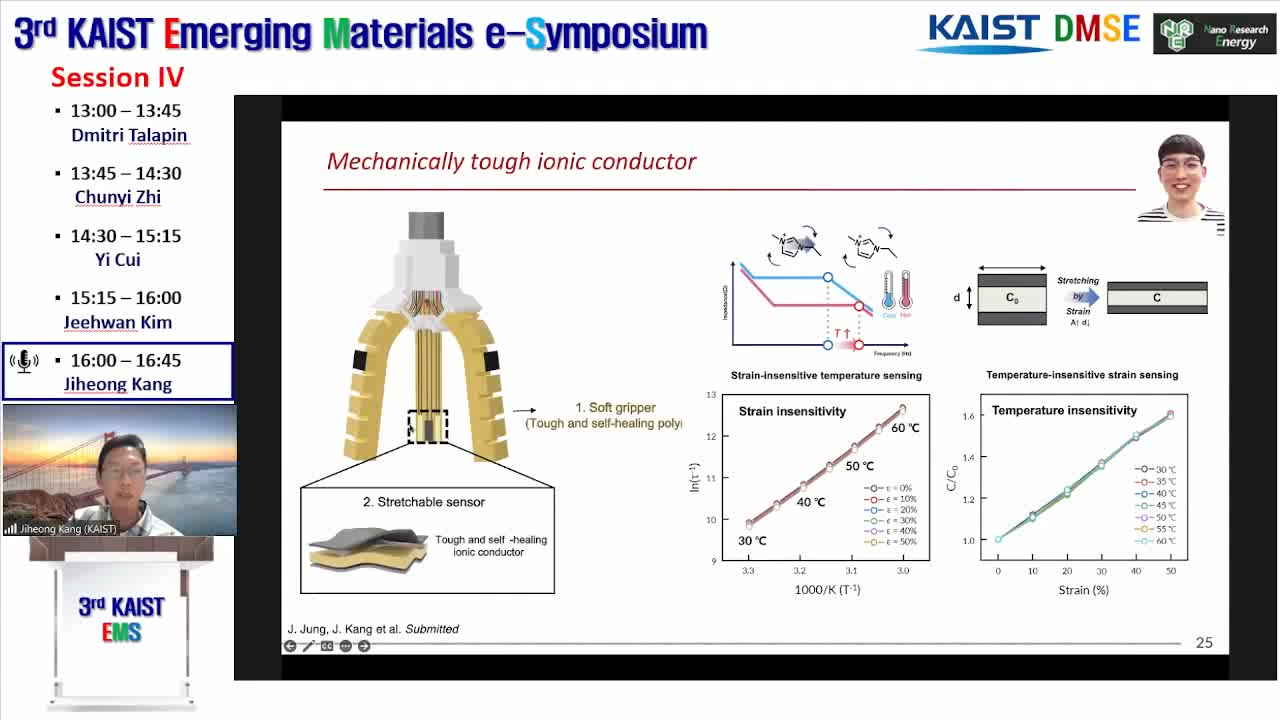 3rd KAIST Emerging Materials e-Symposium
KAIST DMSE
Nano Research
Energy
NRE
Session IV
▪ 13:00 – 13:45
Dmitri Talapin
▪ 13:45 – 14:30
Chunyi Zhi
▪ 14:30 – 15:15
Yi Cui
▪ 15:15 – 16:00
Jeehwan Kim
▪ 16:00 – 16:45
Jiheong Kang
Jiheong Kang (KAIST)
3rd KAIST
EMS
Mechanically tough ionic conductor
1. Soft gripper
(Tough and self-healing poly
2. Stretchable sensor
Tough and self -healing
ionic conductor
N
N
N
N
Impedance(Ω)
Cold Hot
T↑
Frequency (Hz)
d
C0
Stretching
by
Strain
A↑ d↓
C
Strain-insensitive temperature sensing
Temperature-insensitive strain sensing
Strain insensitivity
13
12
11
10
9
ln(τ-1)
30 ℃
40 ℃
50 ℃
60 ℃
ε = 0%
ε = 10%
ε = 20%
ε = 30%
ε = 40%
ε = 50%
3.3 3.2 3.1 3.0
1000/K (T-1)
Temperature insensitivity
1.6
1.4
1.2
1.0
C/C0
30 ℃
35 ℃
40 ℃
45 ℃
50 ℃
55 ℃
60 ℃
0 10 20 30 40 50
Strain (%)
J. Jung, J. Kang et al. Submitted
25